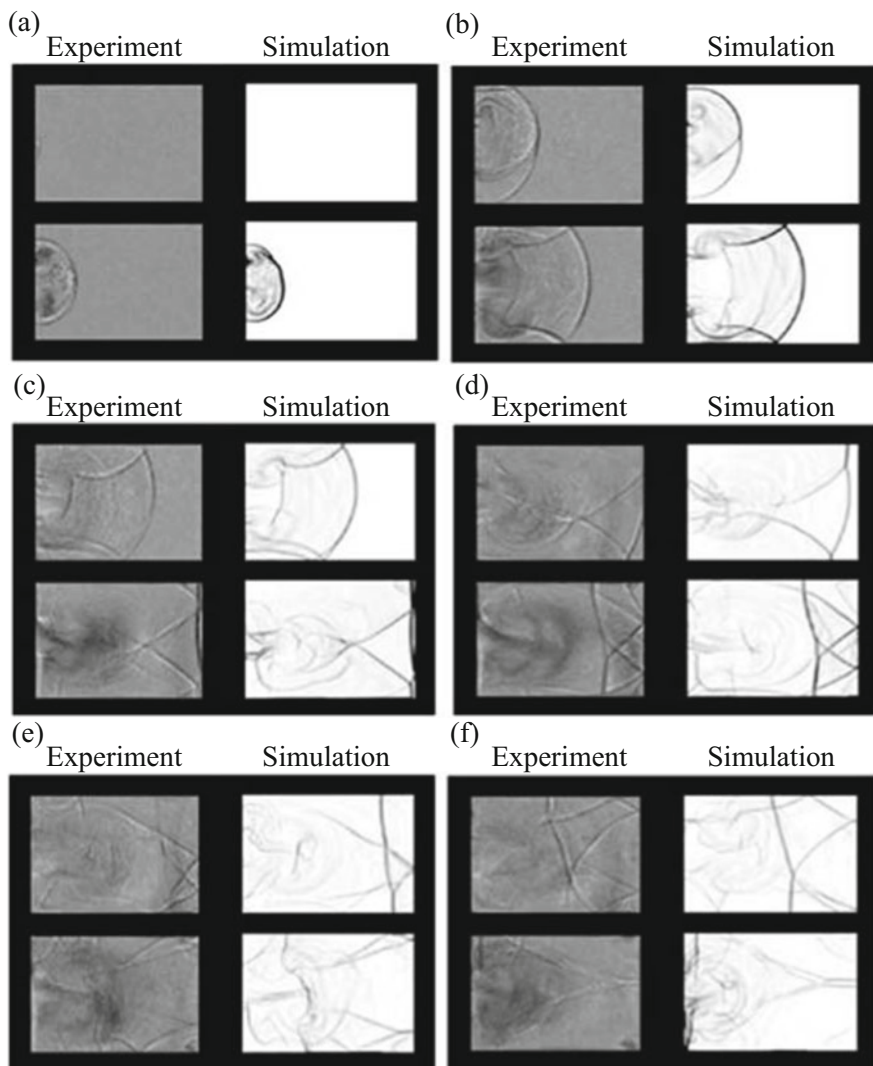 (a)
Experiment Simulation
(b)
Experiment Simulation
(c)
Experiment Simulation
(d)
Experiment Simulation
(e)
Experiment Simulation
(f)
Experiment Simulation